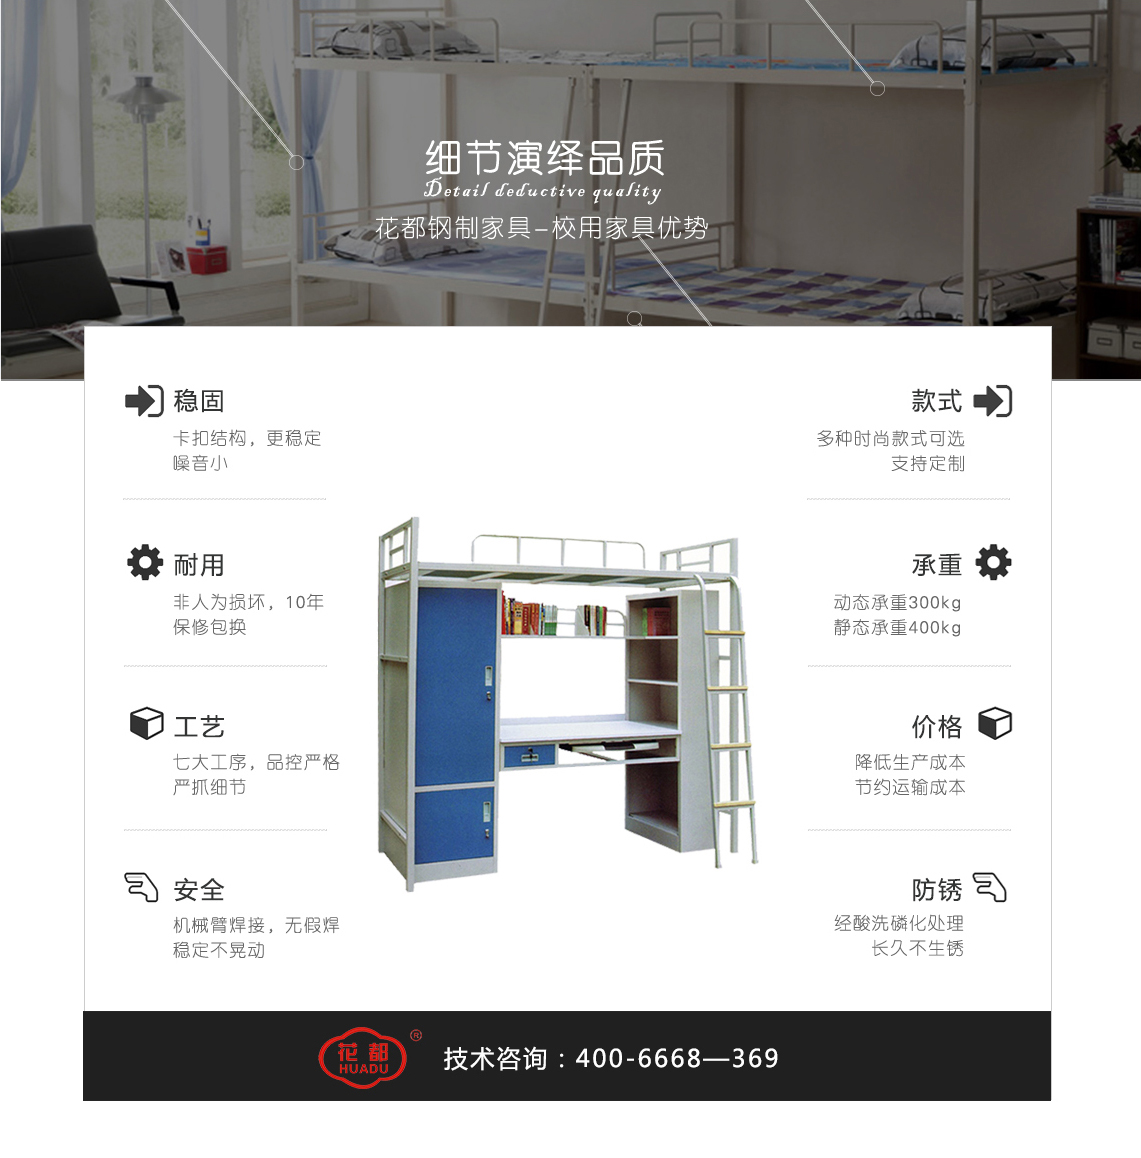 细节演绎品质
Detail deductive quality
花都钢制家具-校用家具优势
稳固
卡扣结构，更稳定
噪音小
耐用
非人为损坏，10年
保修包换
工艺
七大工序，品控严格
严抓细节
安全
机械臂焊接，无假焊
稳定不晃动
款式
多种时尚款式可选
支持定制
承重
动态承重300kg
静态承重400kg
价格
降低生产成本
节约运输成本
防锈
经酸洗磷化处理
长久不生锈
花都®
HUADU
技术咨询：400-6668—369